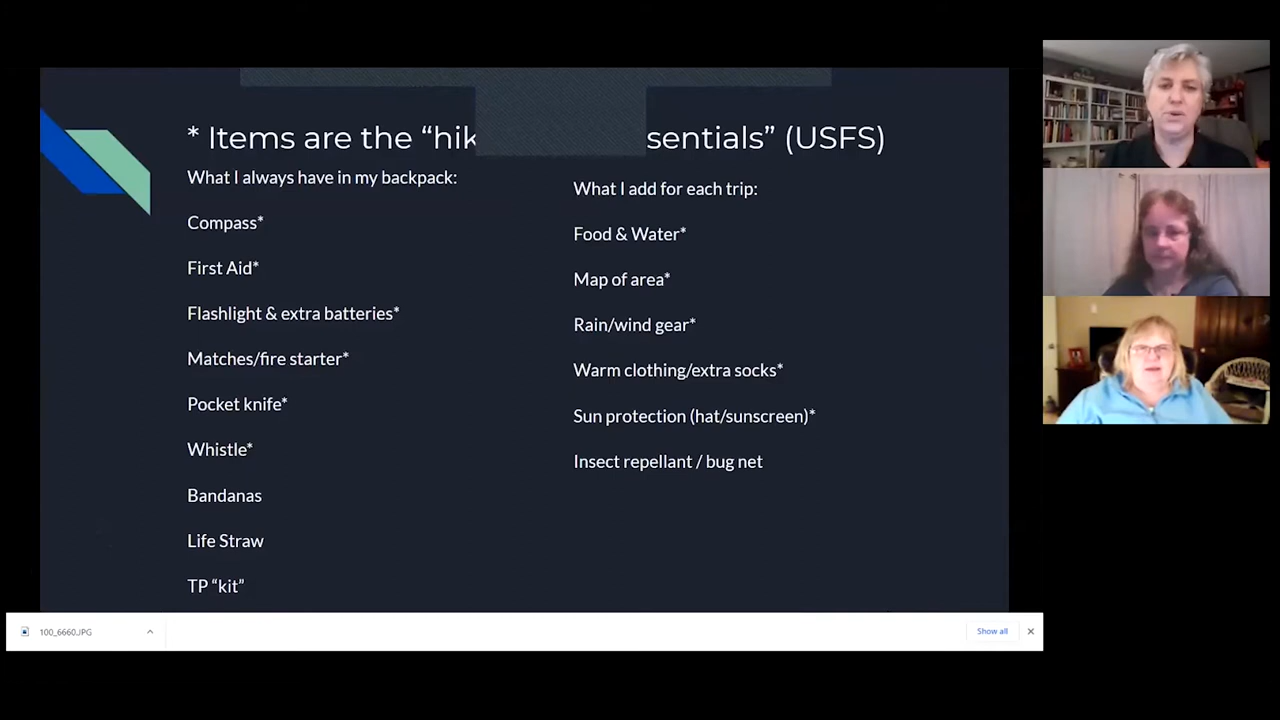 * Items are the “hik sentials” (USFS)
What I always have in my backpack:
Compass*
First Aid*
Flashlight & extra batteries*
Matches/fire starter*
Pocket knife*
Whistle*
Bandanas
Life Straw
TP “kit”
What I add for each trip:
Food & Water*
Map of area*
Rain/wind gear*
Warm clothing/extra socks*
Sun protection (hat/sunscreen)*
Insect repellant / bug net
100_6660.JPG
Show all